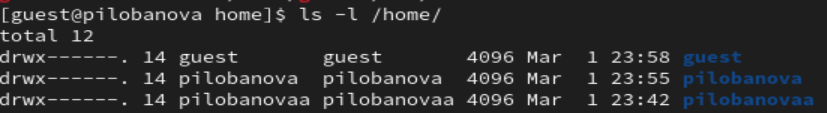 [guest@pilobanova home]$ ls -l /home/
total 12
drwx------. 14 guest      guest      4096 Mar  1 23:58 guest
drwx------. 14 pilobanova  pilobanova  4096 Mar  1 23:55 pilobanova
drwx------. 14 pilobanovaa pilobanovaa 4096 Mar  1 23:42 pilobanovaa